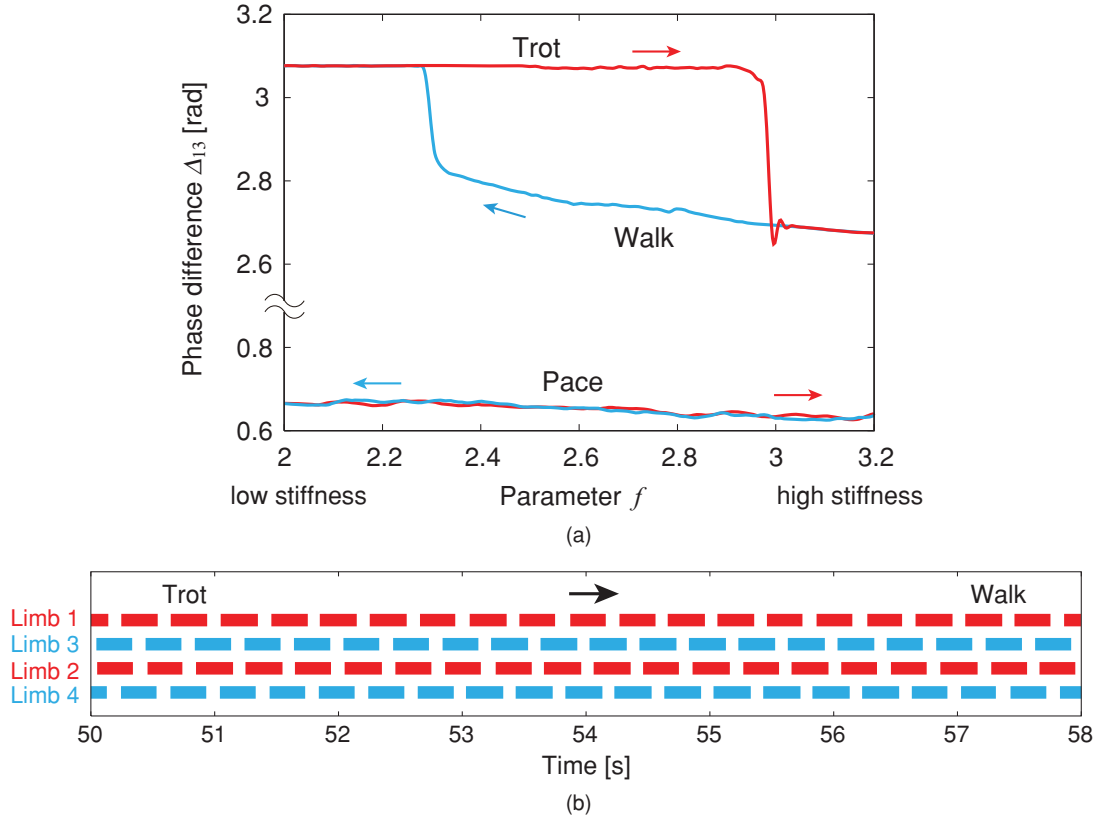 3.2
Trot
3
Phase difference Δ13 [rad]
2.8
Walk
2.6
0.8
Pace
0.6
2 2.2 2.4 2.6 2.8 3 3.2
low stiffness Parameter f high stiffness
(a)
Trot Walk
Limb 1
Limb 3
Limb 2
Limb 4
50 51 52 53 54 55 56 57 58
Time [s]
(b)